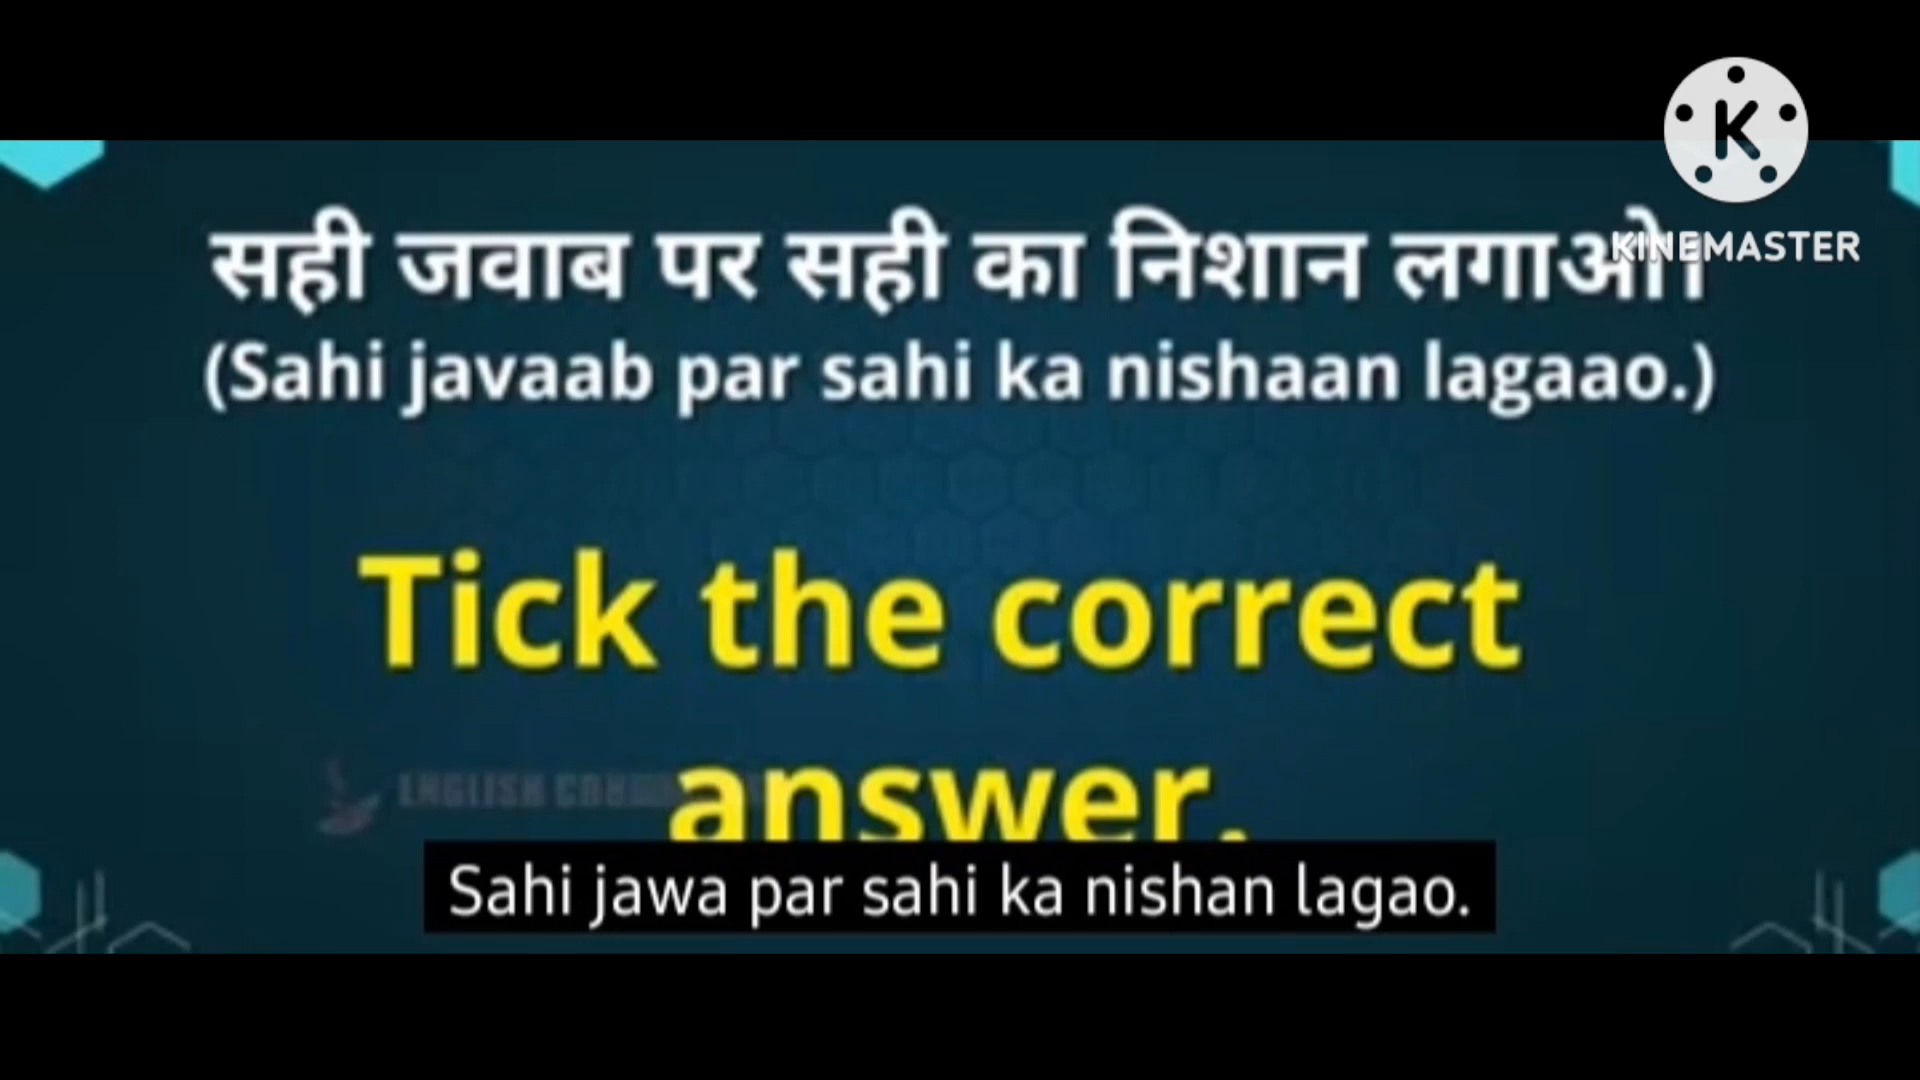 सही जवाब पर सही का निशान लगाओ।
KINEMASTER
(Sahi javaab par sahi ka nishaan lagaao.)
Tick the correct
answer.
ENGLISH
Sahi jawa par sahi ka nishan lagao.